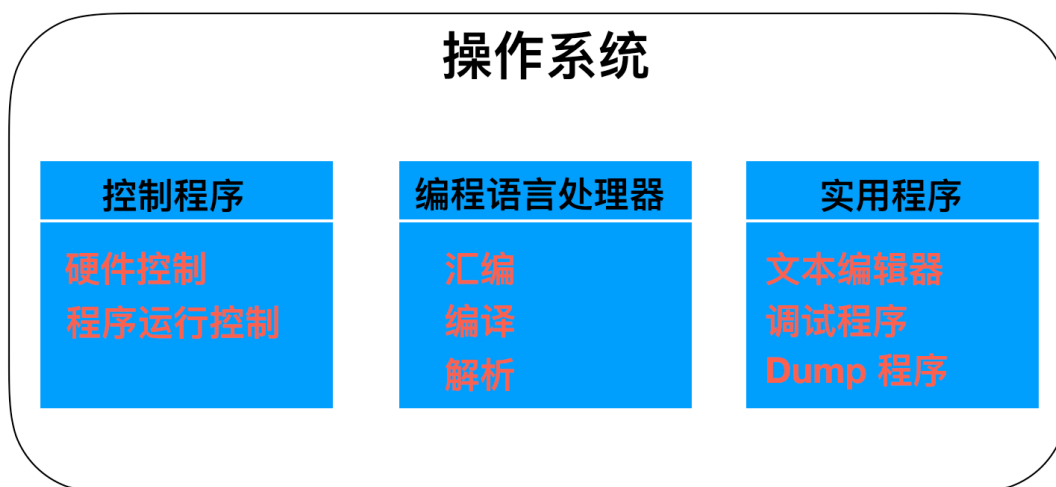 操作系统
控制程序
硬件控制
程序运行控制
编程语言处理器
汇编
编译
解析
实用程序
文本编辑器
调试程序
Dump 程序